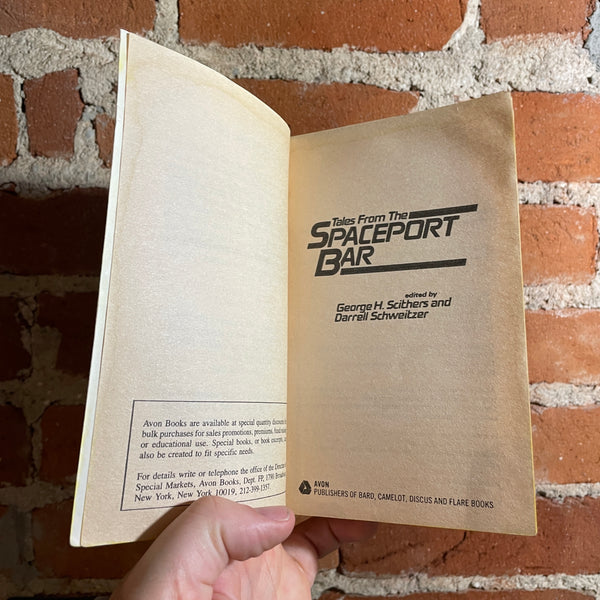 Avon Books are available at special quantity discounts
bulk purchases for sales promotions, premiums, fund
or educational use. Special books, or book excerpts,
also be created to fit specific needs.
For details write or telephone the office of the
Special Markets, Avon Books, Dept. FP, 1790
New York, New York 10019, 212-399-1357.
Tales From The
SPACEPORT
BAR
edited by
George H. Scithers and
Darrell Schweitzer
AVON
PUBLISHERS OF BARD, CAMELOT, DISCUS AND FLARE BOOKS